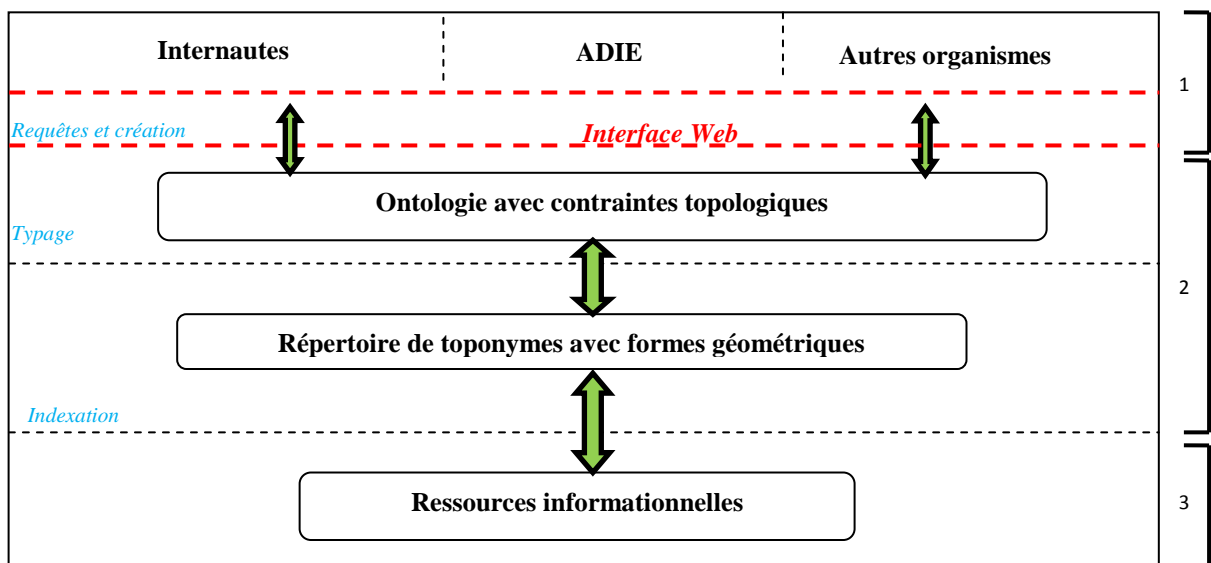 Internautes
ADIE
Autres organismes
1
Requêtes et création
Interface Web
Ontologie avec contraintes topologiques
Typage
2
Répertoire de toponymes avec formes géométriques
Indexation
Ressources informationnelles
3